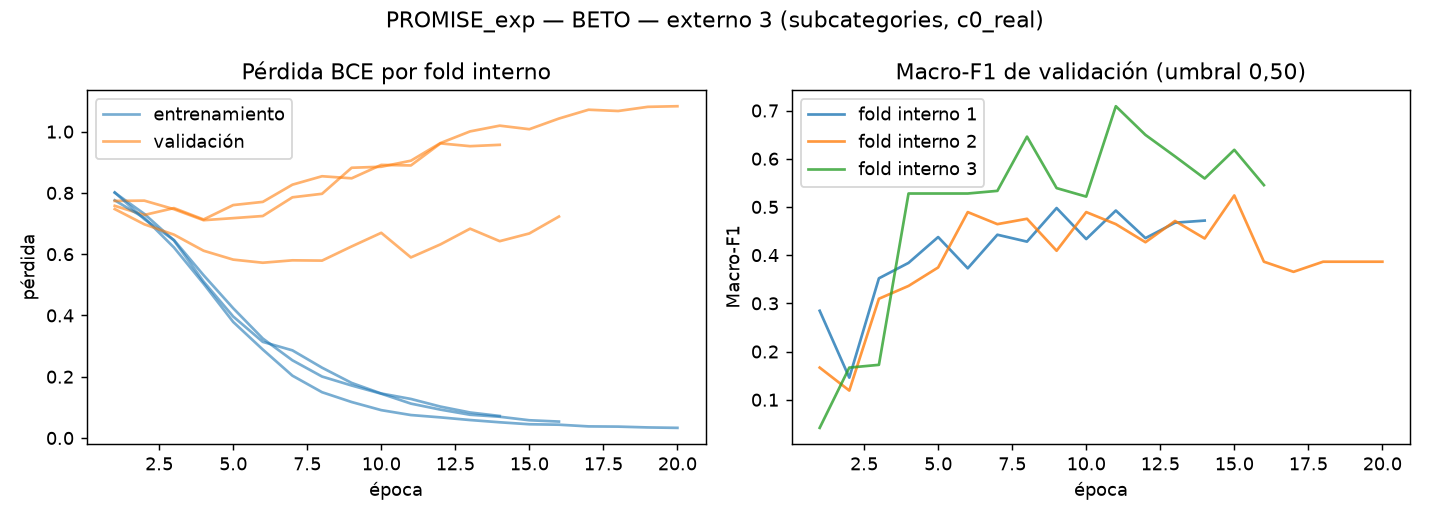 PROMISE_exp — BETO — externo 3 (subcategories, c0_real)
Pérdida BCE por fold interno
entrenamiento
validación
1.0
0.8
0.6
0.4
0.2
0.0
pérdida
2.5 5.0 7.5 10.0 12.5 15.0 17.5 20.0
época
Macro-F1 de validación (umbral 0,50)
fold interno 1
fold interno 2
fold interno 3
0.7
0.6
0.5
0.4
0.3
0.2
0.1
Macro-F1
2.5 5.0 7.5 10.0 12.5 15.0 17.5 20.0
época